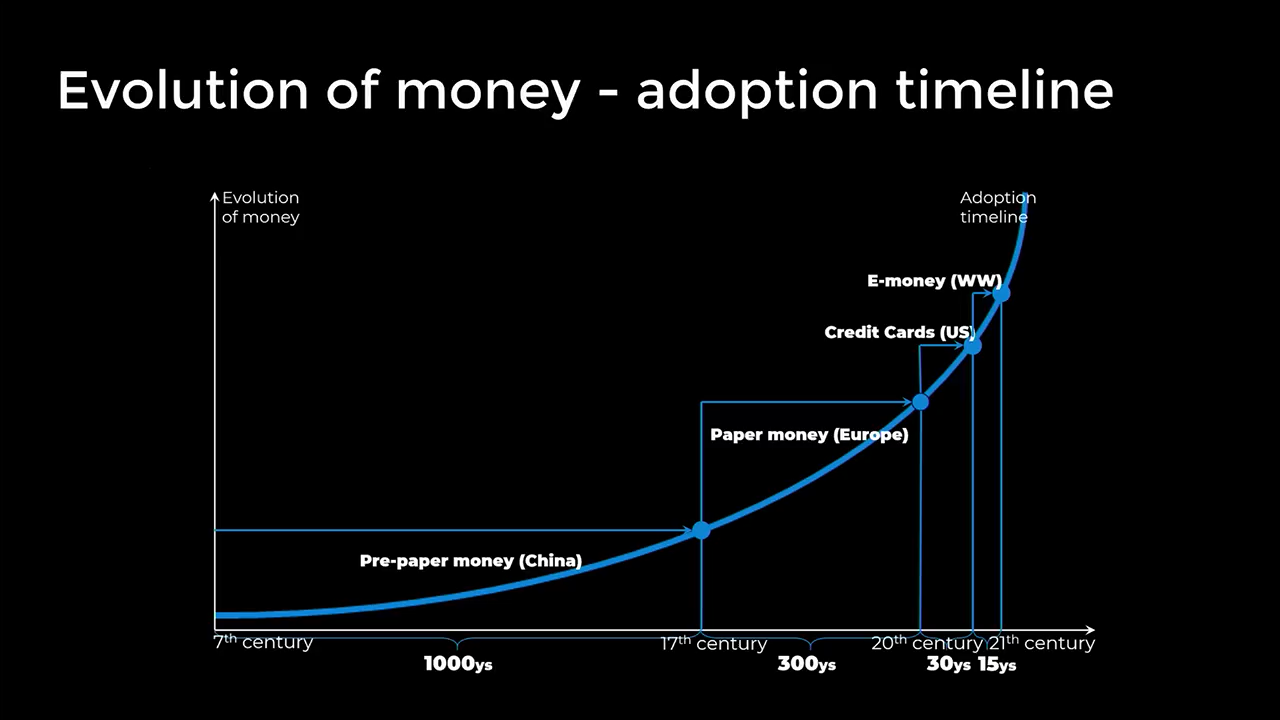 Evolution of money - adoption timeline
Evolution
of money
Adoption
timeline
E-money (WW)
Credit Cards (US)
Paper money (Europe)
Pre-paper money (China)
7th century
17th century
20th century
21th century
1000ys
300ys
30ys
15ys